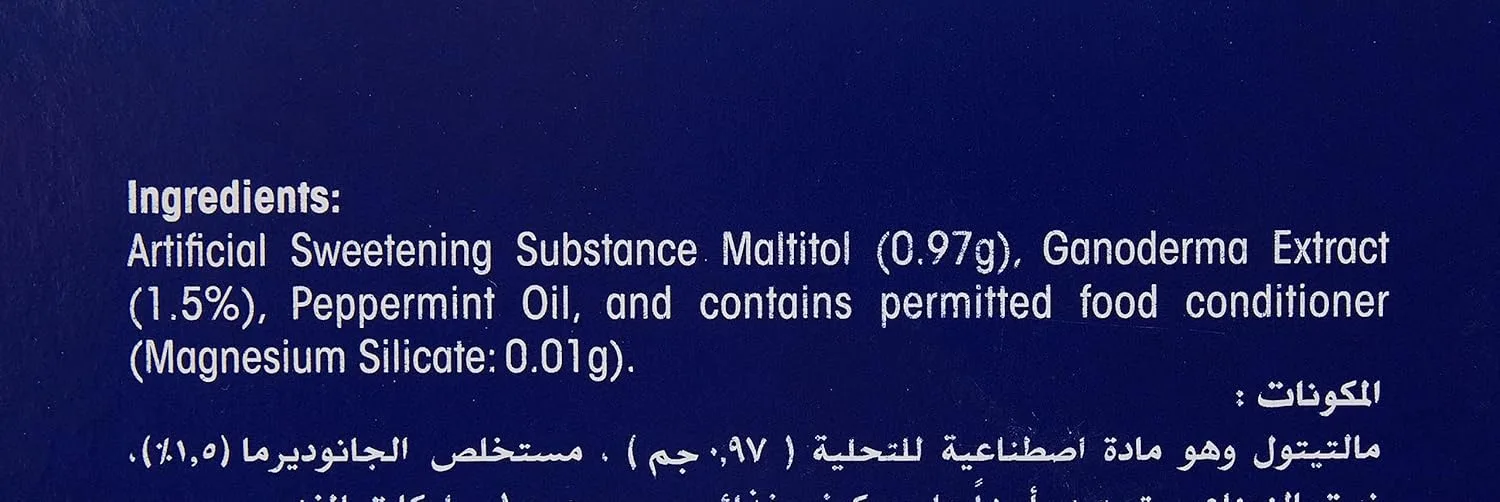 Ingredients:
Artificial Sweetening Substance Maltitol (0.97g), Ganoderma Extract
(1.5%), Peppermint Oil, and contains permitted food conditioner
(Magnesium Silicate: 0.01g).
المكونات :
مالتيتول وهو مادة اصطناعية للتحلية ( ٠,٩٧ جم ) ، مستخلص الجانوديرما (١,٥٪)،